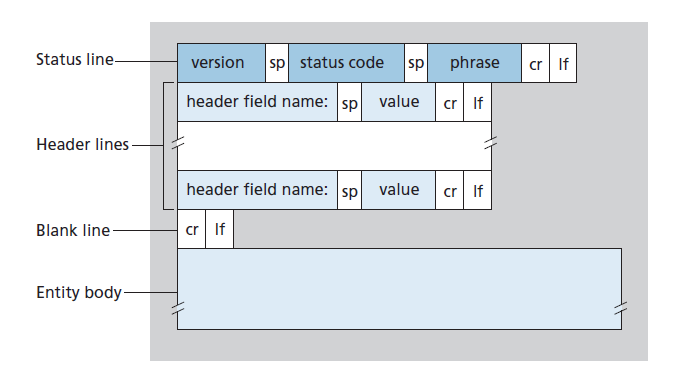 Status line version sp status code sp phrase cr lf
header field name: sp value cr lf
Header lines
header field name: sp value cr lf
Blank line cr lf
Entity body